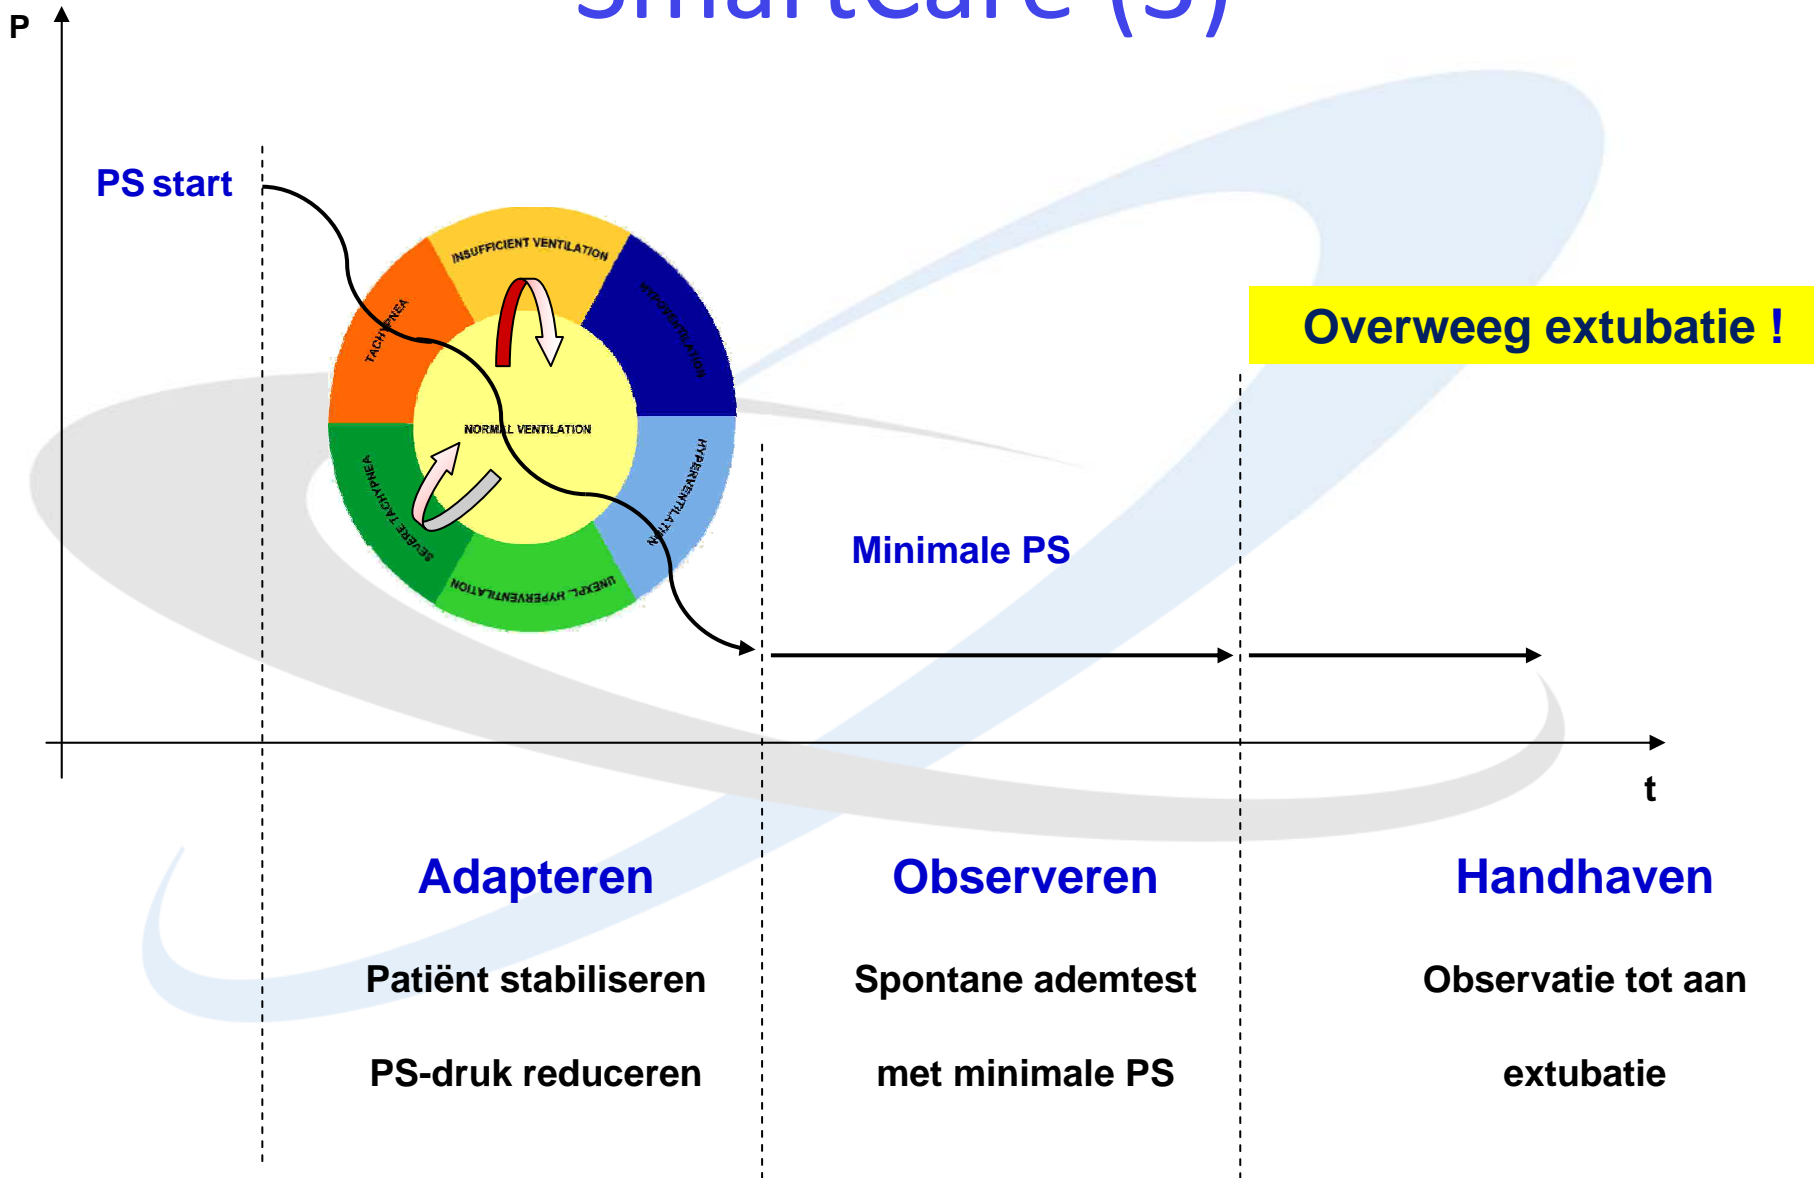 SmartCare (3)
P
PS start
INSUFFICIENT VENTILATION
TACHYPNEA
HYPOVENTILATION
Overweeg extubatie !
NORMAL VENTILATION
SEVERE TACHYPNEA
HYPERVENTILATION
UNEXPL. HYPERVENTILATION
Minimale PS
t
Adapteren
Observeren
Handhaven
Patiënt stabiliseren
Spontane ademtest
Observatie tot aan
PS-druk reduceren
met minimale PS
extubatie